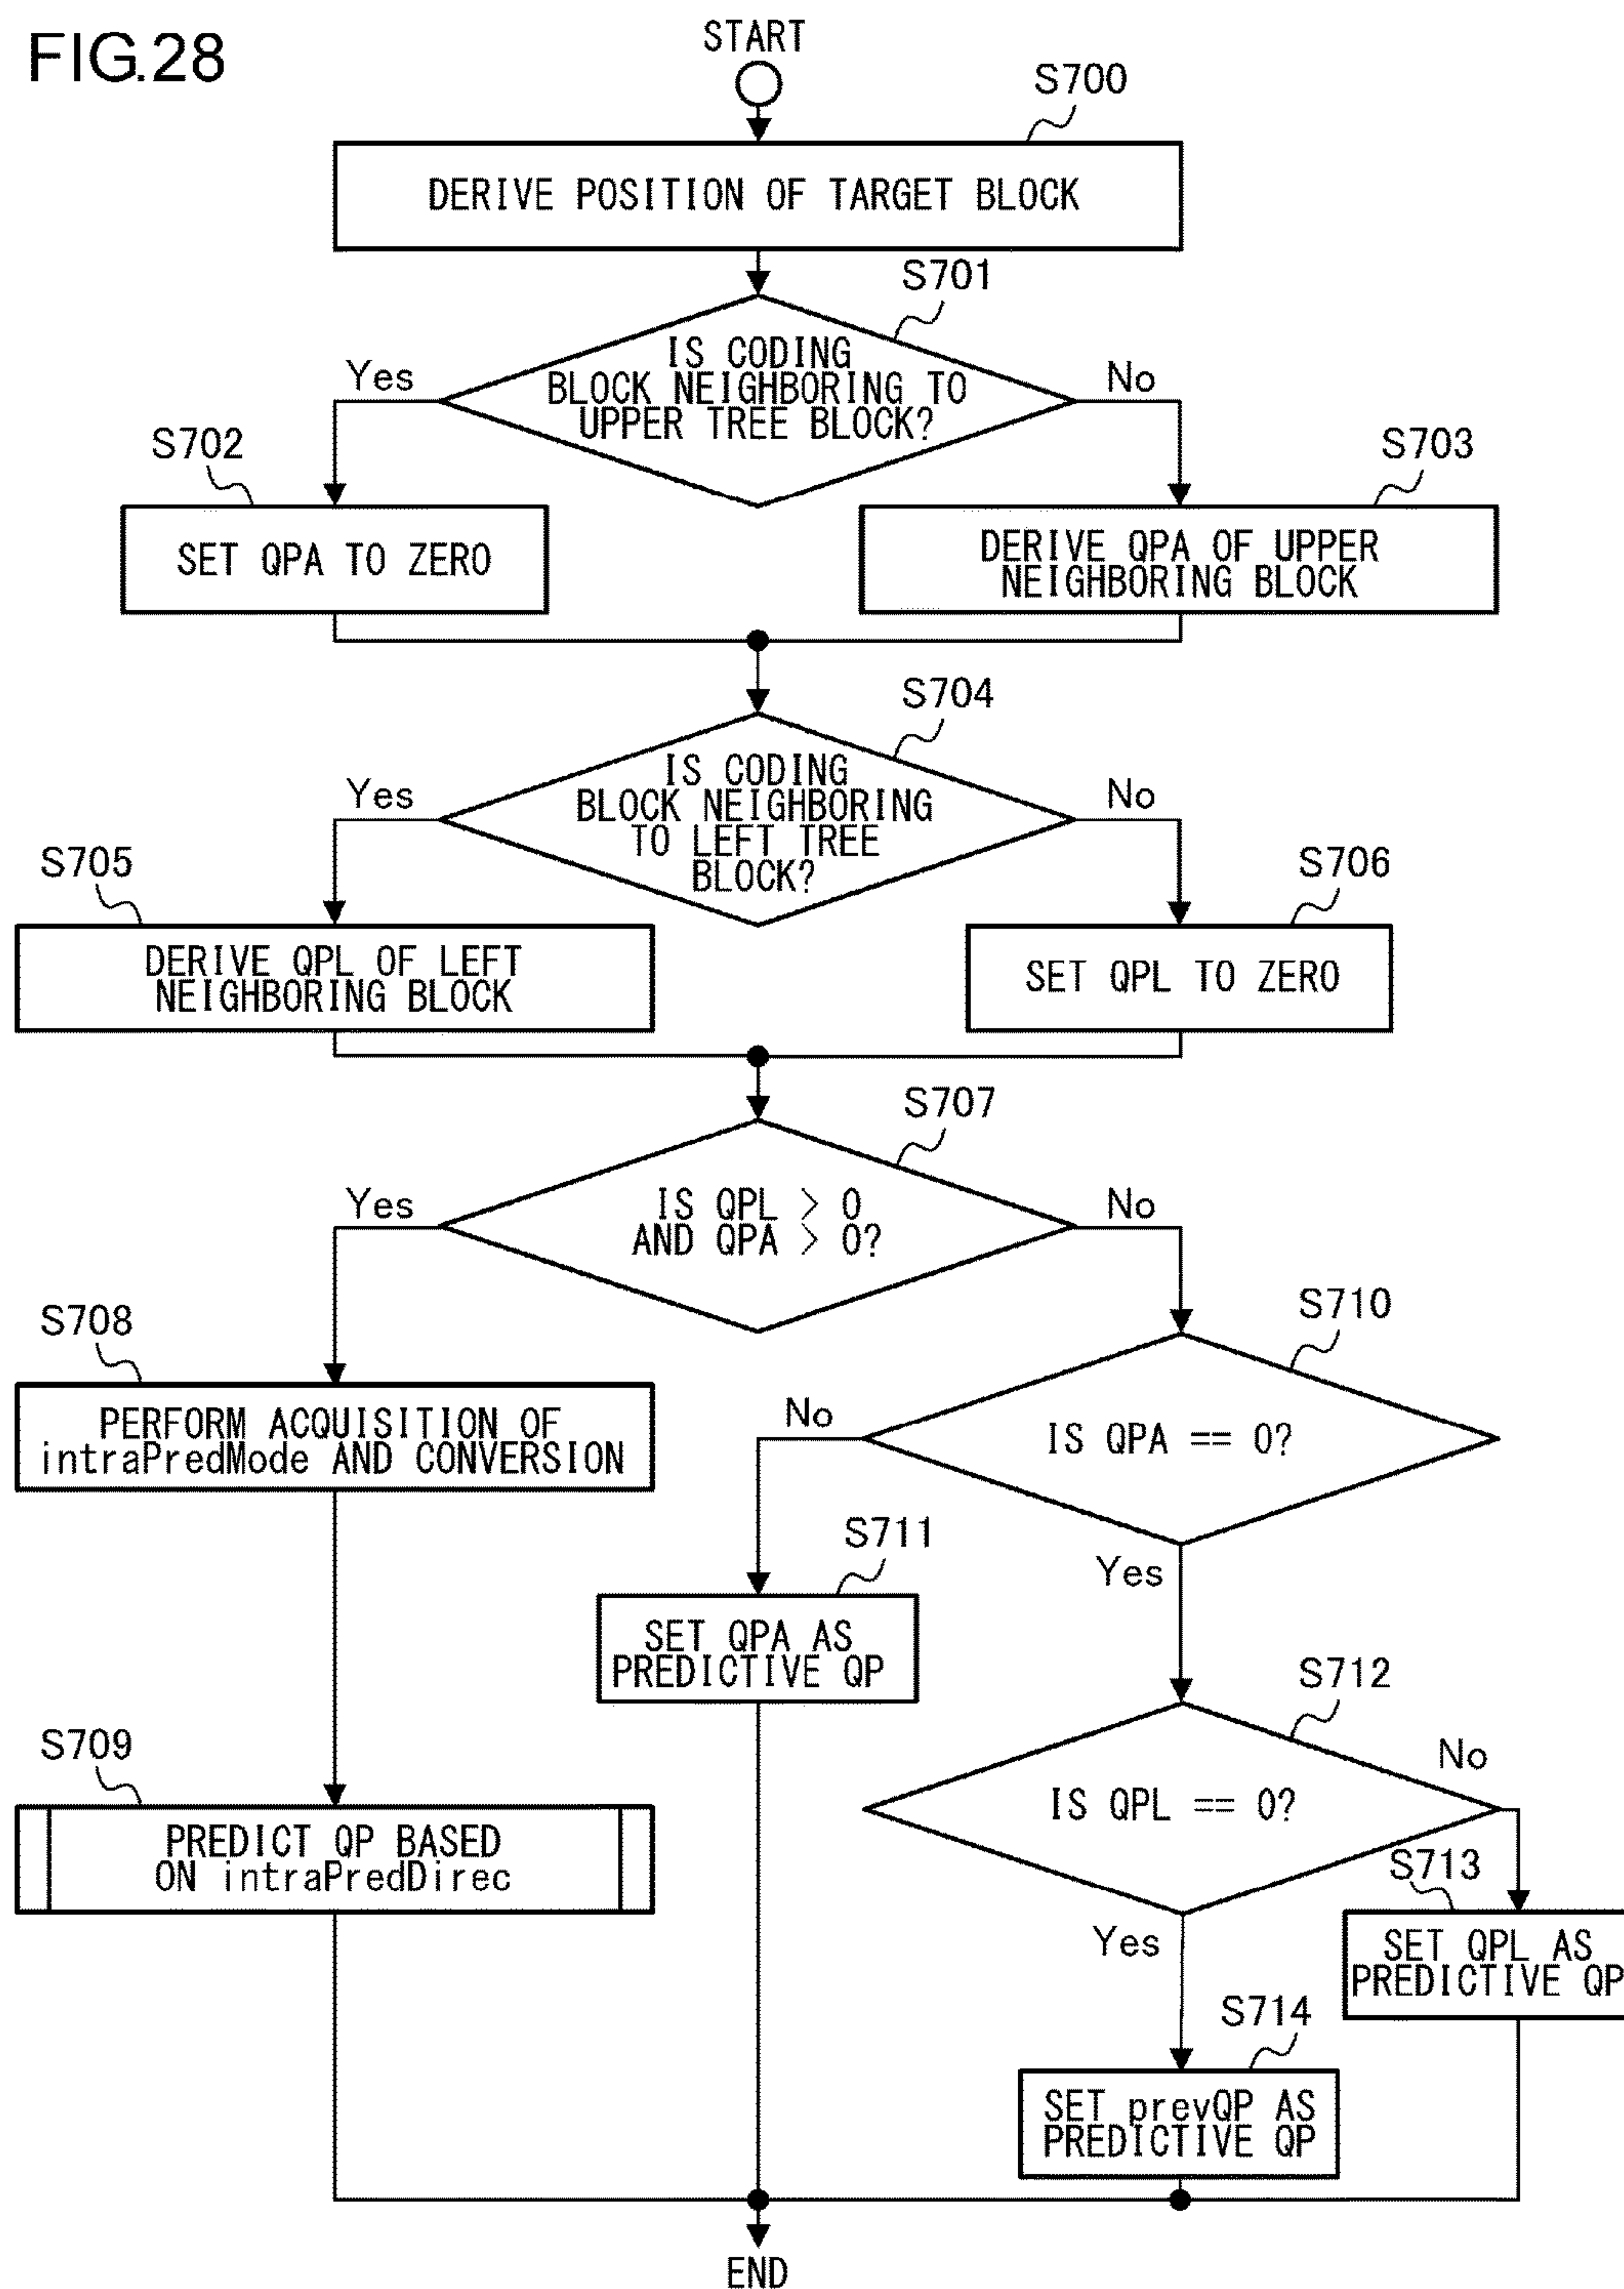 FIG.28
START
S700
DERIVE POSITION OF TARGET BLOCK
S701
IS CODING
BLOCK NEIGHBORING TO
UPPER TREE BLOCK?
Yes
No
S702
SET QPA TO ZERO
S703
DERIVE QPA OF UPPER
NEIGHBORING BLOCK
S704
IS CODING
BLOCK NEIGHBORING
TO LEFT TREE
BLOCK?
Yes
No
S705
DERIVE QPL OF LEFT
NEIGHBORING BLOCK
S706
SET QPL TO ZERO
S707
IS QPL > 0
AND QPA > 0?
Yes
No
S708
PERFORM ACQUISITION OF
intraPredMode AND CONVERSION
S710
IS QPA == 0?
No
Yes
S711
SET QPA AS
PREDICTIVE QP
S709
PREDICT QP BASED
ON intraPredDirec
S712
IS QPL == 0?
No
Yes
S713
SET QPL AS
PREDICTIVE QP
S714
SET prevQP AS
PREDICTIVE QP
END